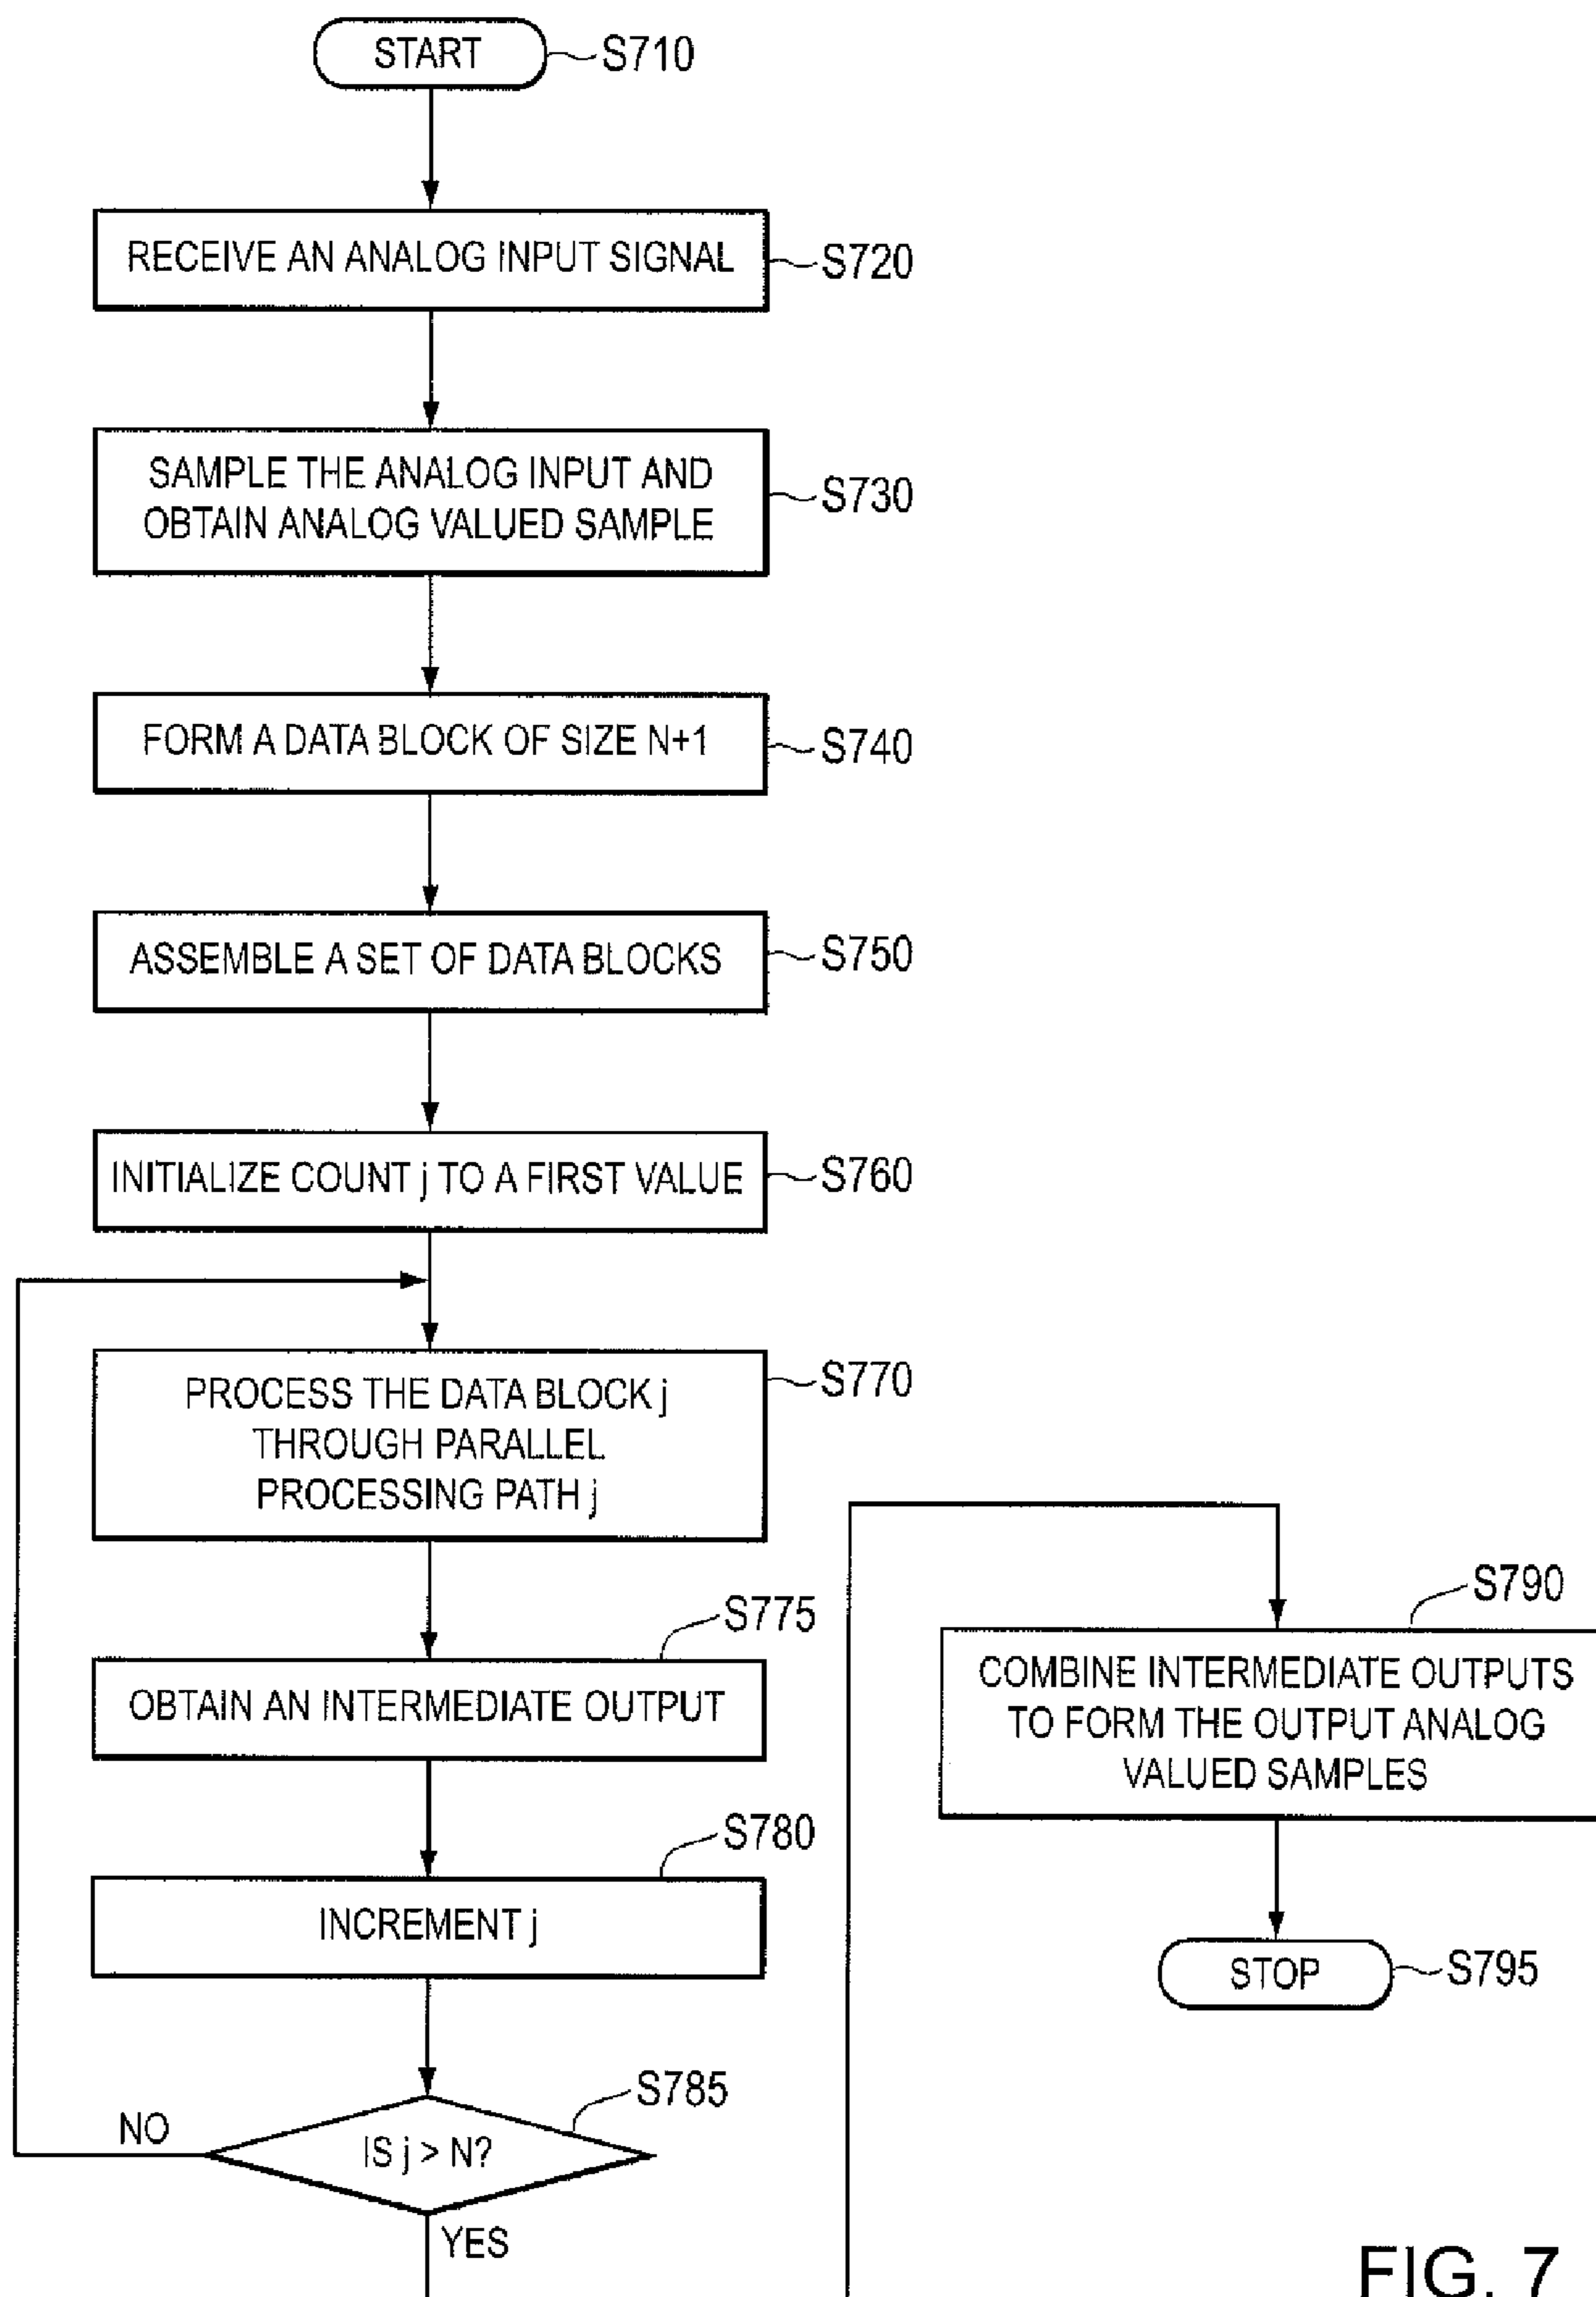 START
S710
RECEIVE AN ANALOG INPUT SIGNAL
S720
SAMPLE THE ANALOG INPUT AND
OBTAIN ANALOG VALUED SAMPLE
S730
FORM A DATA BLOCK OF SIZE N+1
S740
ASSEMBLE A SET OF DATA BLOCKS
S750
INITIALIZE COUNT j TO A FIRST VALUE
S760
PROCESS THE DATA BLOCK j
THROUGH PARALLEL
PROCESSING PATH j
S770
S775
OBTAIN AN INTERMEDIATE OUTPUT
S780
INCREMENT j
S785
IS j > N?
NO
YES
S790
COMBINE INTERMEDIATE OUTPUTS
TO FORM THE OUTPUT ANALOG
VALUED SAMPLES
STOP
S795
FIG. 7